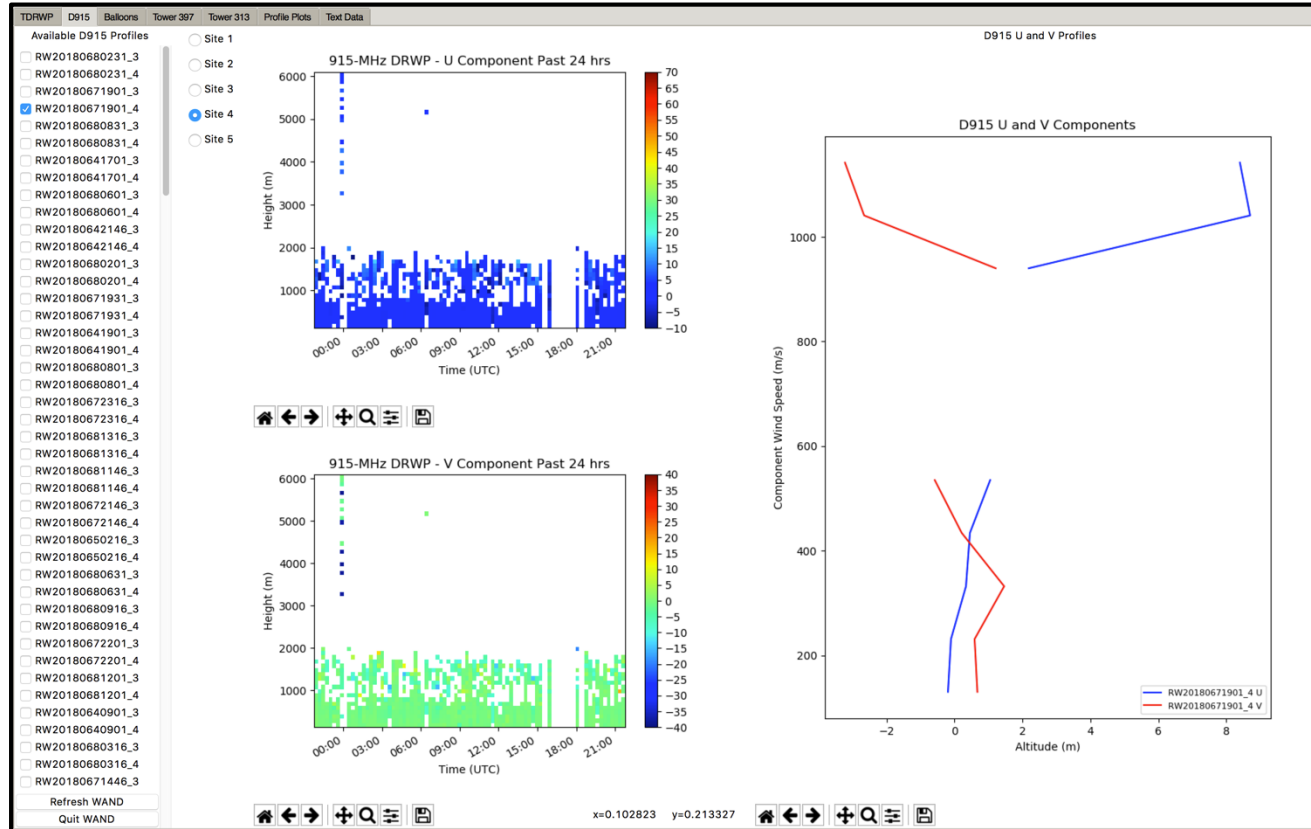 TDRWP D915 Balloons Tower 397 Tower 313 Profile Plots Text Data
Available D915 Profiles
RW20180680231_3
RW20180680231_4
RW20180671901_3
RW20180671901_4
RW20180680831_3
RW20180680831_4
RW20180641701_3
RW20180641701_4
RW20180680601_3
RW20180680601_4
RW20180642146_3
RW20180642146_4
RW20180680201_3
RW20180680201_4
RW20180671931_3
RW20180671931_4
RW20180641901_3
RW20180641901_4
RW20180680801_3
RW20180680801_4
RW20180672316_3
RW20180672316_4
RW20180681316_3
RW20180681316_4
RW20180681146_3
RW20180681146_4
RW20180672146_3
RW20180672146_4
RW20180650216_3
RW20180650216_4
RW20180680631_3
RW20180680631_4
RW20180680916_3
RW20180680916_4
RW20180672201_3
RW20180672201_4
RW20180681201_3
RW20180681201_4
RW20180640901_3
RW20180640901_4
RW20180680316_3
RW20180680316_4
RW20180671446_3
Refresh WAND
Quit WAND
Site 1
Site 2
Site 3
Site 4
Site 5
915-MHz DRWP - U Component Past 24 hrs
Height (m)
6000
5000
4000
3000
2000
1000
00:00 03:00 06:00 09:00 12:00 15:00 18:00 21:00
Time (UTC)
70
65
60
55
50
45
40
35
30
25
20
15
10
5
0
−5
−10
915-MHz DRWP - V Component Past 24 hrs
Height (m)
6000
5000
4000
3000
2000
1000
00:00 03:00 06:00 09:00 12:00 15:00 18:00 21:00
Time (UTC)
40
35
30
25
20
15
10
5
0
−5
−10
−15
−20
−25
−30
−35
−40
x=0.102823 y=0.213327
D915 U and V Profiles
D915 U and V Components
Component Wind Speed (m/s)
1000
800
600
400
200
RW20180671901_4 U
RW20180671901_4 V
−2 0 2 4 6 8
Altitude (m)